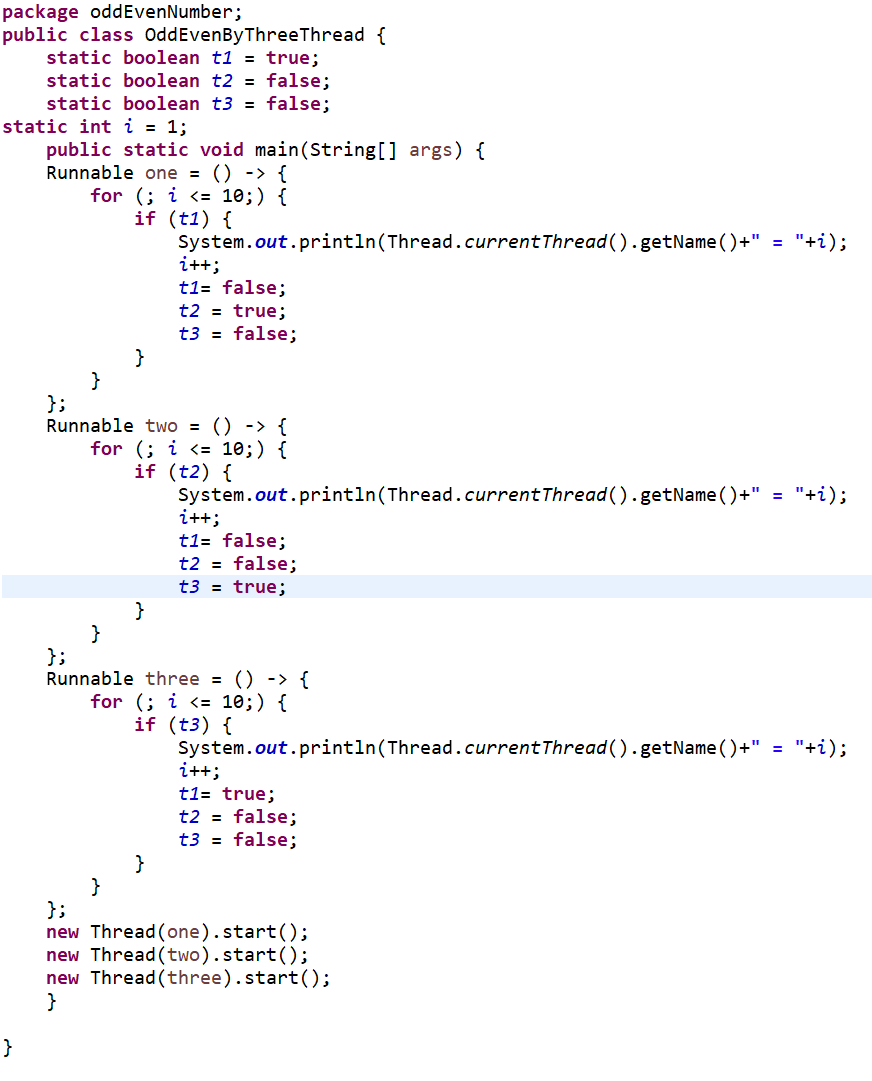 package oddEvenNumber;
public class OddEvenByThreeThread {
    static boolean t1 = true;
    static boolean t2 = false;
    static boolean t3 = false;
static int i = 1;
    public static void main(String[] args) {
    Runnable one = () -> {
        for (; i <= 10;) {
            if (t1) {
                System.out.println(Thread.currentThread().getName()+" = "+i);
                i++;
                t1= false;
                t2 = true;
                t3 = false;
            }
        }
    };
    Runnable two = () -> {
        for (; i <= 10;) {
            if (t2) {
                System.out.println(Thread.currentThread().getName()+" = "+i);
                i++;
                t1= false;
                t2 = false;
                t3 = true;
            }
        }
    };
    Runnable three = () -> {
        for (; i <= 10;) {
            if (t3) {
                System.out.println(Thread.currentThread().getName()+" = "+i);
                i++;
                t1= true;
                t2 = false;
                t3 = false;
            }
        }
    };
    new Thread(one).start();
    new Thread(two).start();
    new Thread(three).start();
    }

}